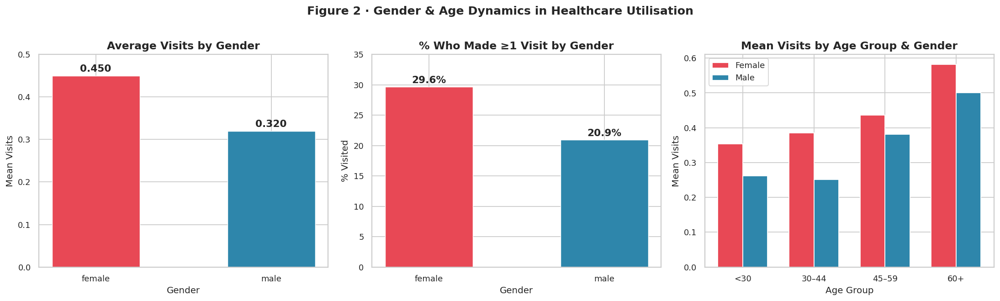 Figure 2 · Gender & Age Dynamics in Healthcare Utilisation
Average Visits by Gender
0.5
0.4
0.3
0.2
0.1
0.0
Mean Visits
0.450
0.320
female
male
Gender
% Who Made ≥1 Visit by Gender
35
30
25
20
15
10
5
0
% Visited
29.6%
20.9%
female
male
Gender
Mean Visits by Age Group & Gender
0.6
0.5
0.4
0.3
0.2
0.1
0.0
Mean Visits
Female
Male
<30
30–44
45–59
60+
Age Group